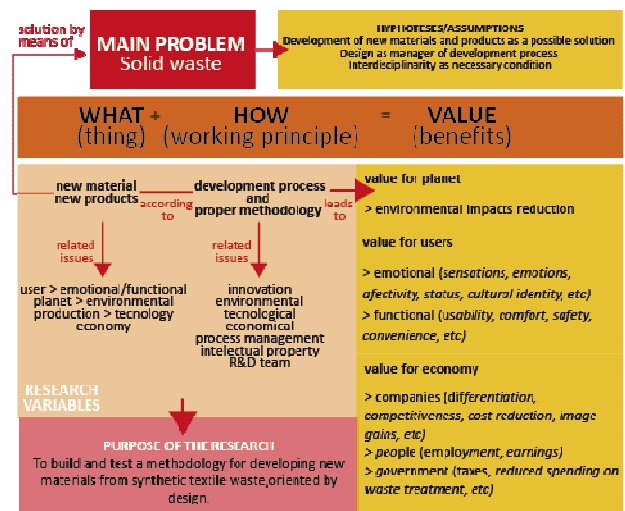 solution by
means of
MAIN PROBLEM
Solid waste
HYPHOTESES/ASSUMPTIONS
Development of new materials and products as a possible solution
Design as manager of development process
Interdisciplinarity as necessary condition
WHAT + HOW = VALUE
(thing) (working principle) (benefits)
new material
new products
according
to
development process
and
proper methodology
leads
to
related
issues
related
issues
user > emotional/functional
planet > environmental
production > tecnology
economy
innovation
environmental
tecnological
economical
process management
intelectual property
R&D team
RESEARCH
VARIABLES
value for planet
> environmental impacts reduction
value for users
> emotional (sensations, emotions,
afectivity, status, cultural identity, etc)
> functional (usability, comfort, safety,
convenience, etc)
value for economy
> companies (differentiation,
competitiveness, cost reduction, image
gains, etc)
> people (employment, earnings)
> government (taxes, reduced spending on
waste treatment, etc)
PURPOSE OF THE RESEARCH
To build and test a methodology for developing new
materials from synthetic textile waste,oriented by
design.